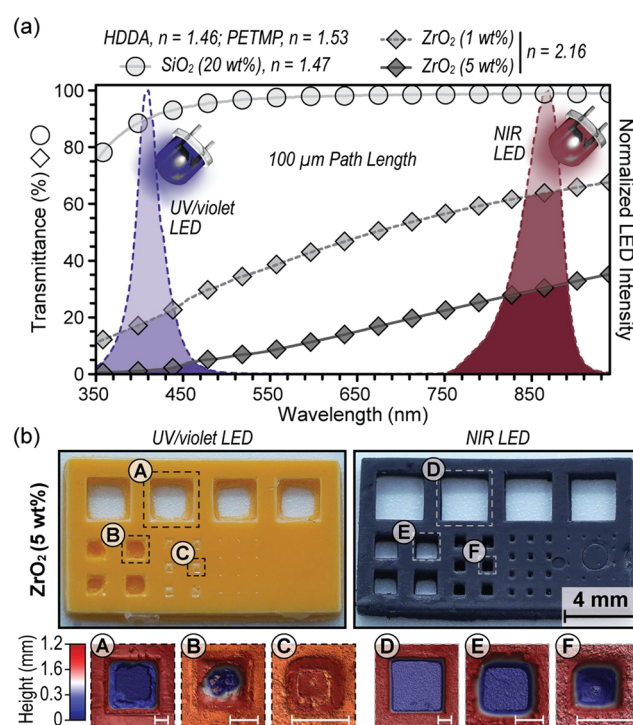 (a)
HDDA, n = 1.46; PETMP, n = 1.53
SiO₂ (20 wt%), n = 1.47
ZrO₂ (1 wt%)
ZrO₂ (5 wt%)
n = 2.16
Transmittance (%)
100
80
60
40
20
0
UV/violet
LED
100 µm Path Length
NIR
LED
Normalized LED Intensity
350
450
550
650
750
850
Wavelength (nm)
(b)
UV/violet LED
NIR LED
ZrO₂ (5 wt%)
A
B
C
D
E
F
4 mm
Height (mm)
1.2
1.6
0.3
0
A
B
C
D
E
F